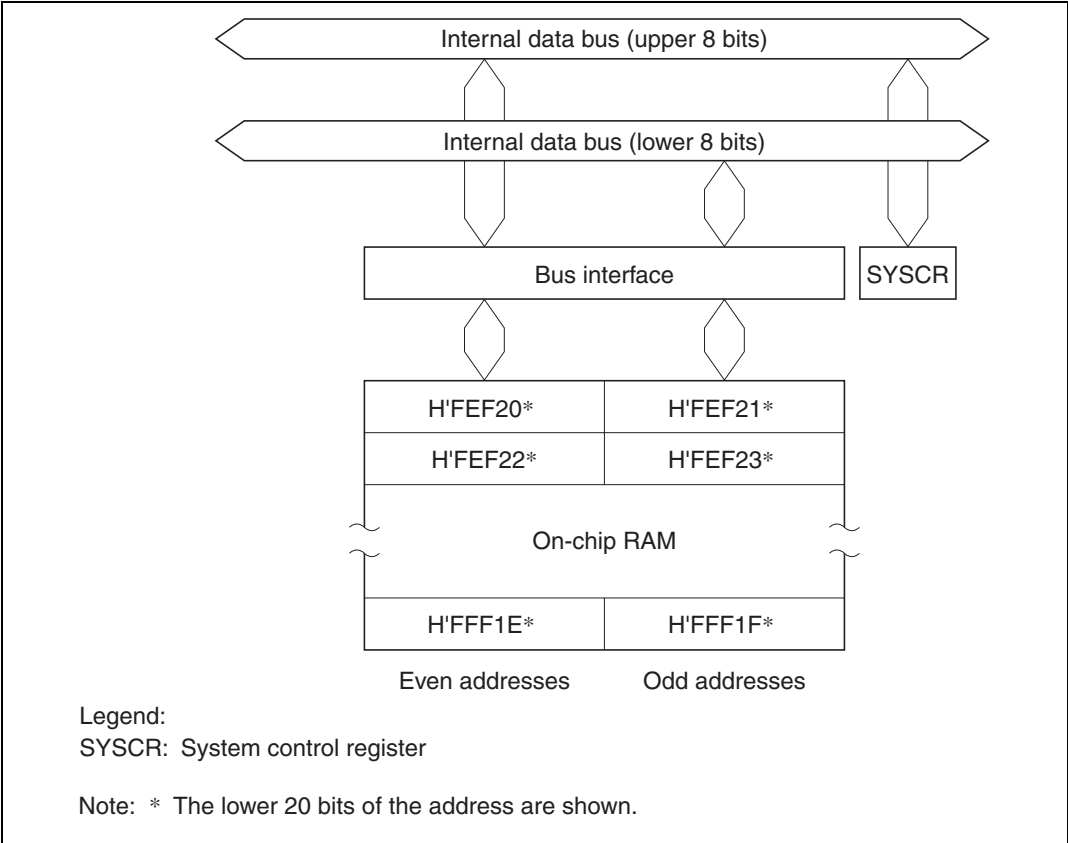 Internal data bus (upper 8 bits)
Internal data bus (lower 8 bits)
Bus interface
SYSCR
H'FEF20*
H'FEF21*
H'FEF22*
H'FEF23*
On-chip RAM
H'FFF1E*
H'FFF1F*
Even addresses
Odd addresses
Legend:
SYSCR: System control register
Note: * The lower 20 bits of the address are shown.